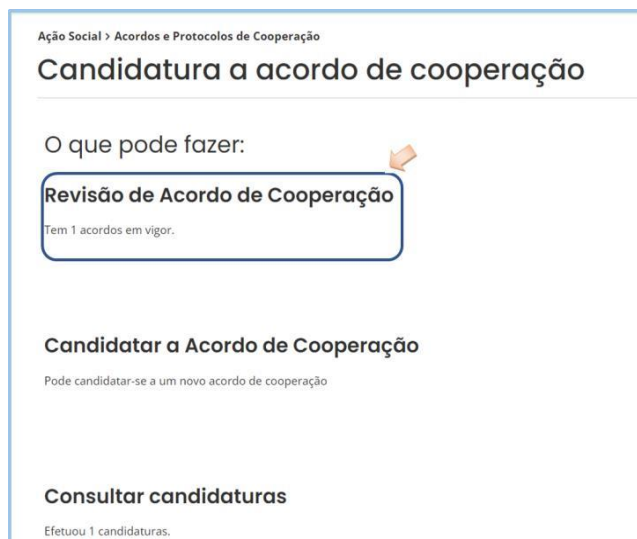 Ação Social > Acordos e Protocolos de Cooperação
Candidatura a acordo de cooperação
O que pode fazer:
Revisão de Acordo de Cooperação
Tem 1 acordos em vigor.
Candidatar a Acordo de Cooperação
Pode candidatar-se a um novo acordo de cooperação
Consultar candidaturas
Efetuou 1 candidaturas.